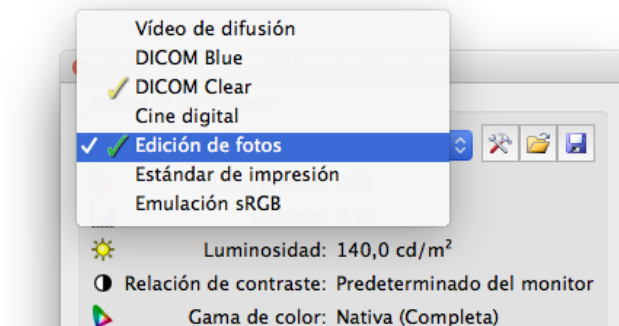 Vídeo de difusión
DICOM Blue
DICOM Clear
Cine digital
Edición de fotos
Estándar de impresión
Emulación sRGB
Luminosidad: 140,0 cd/m²
Relación de contraste: Predeterminado del monitor
Gama de color: Nativa (Completa)